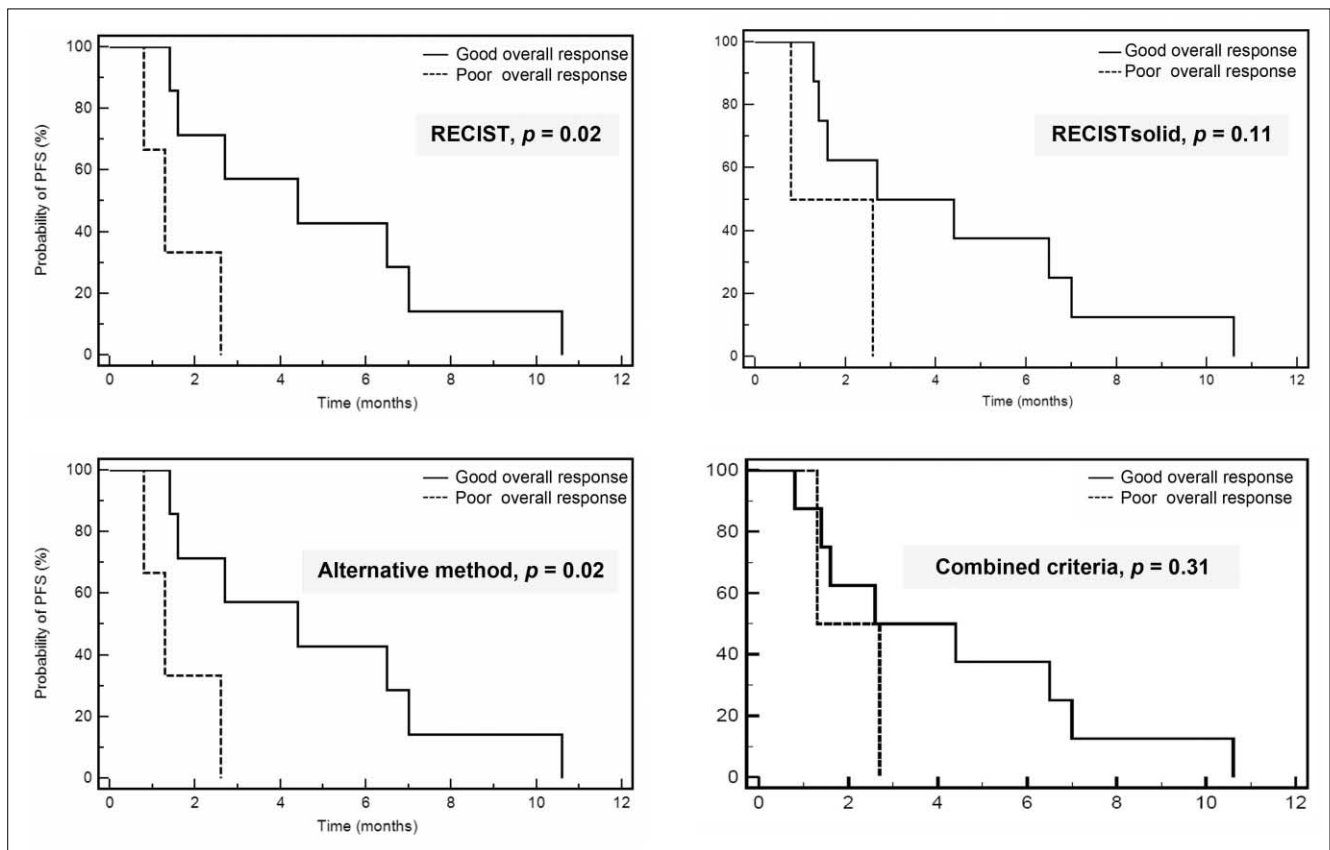 Good overall response
Poor overall response
RECIST, p = 0.02
Probability of PFS (%)
100
80
60
40
20
0
0 2 4 6 8 10 12
Time (months)
Good overall response
Poor overall response
RECISTsolid, p = 0.11
100
80
60
40
20
0
0 2 4 6 8 10 12
Time (months)
Good overall response
Poor overall response
Alternative method, p = 0.02
Probability of PFS (%)
100
80
60
40
20
0
0 2 4 6 8 10 12
Time (months)
Good overall response
Poor overall response
Combined criteria, p = 0.31
100
80
60
40
20
0
0 2 4 6 8 10 12